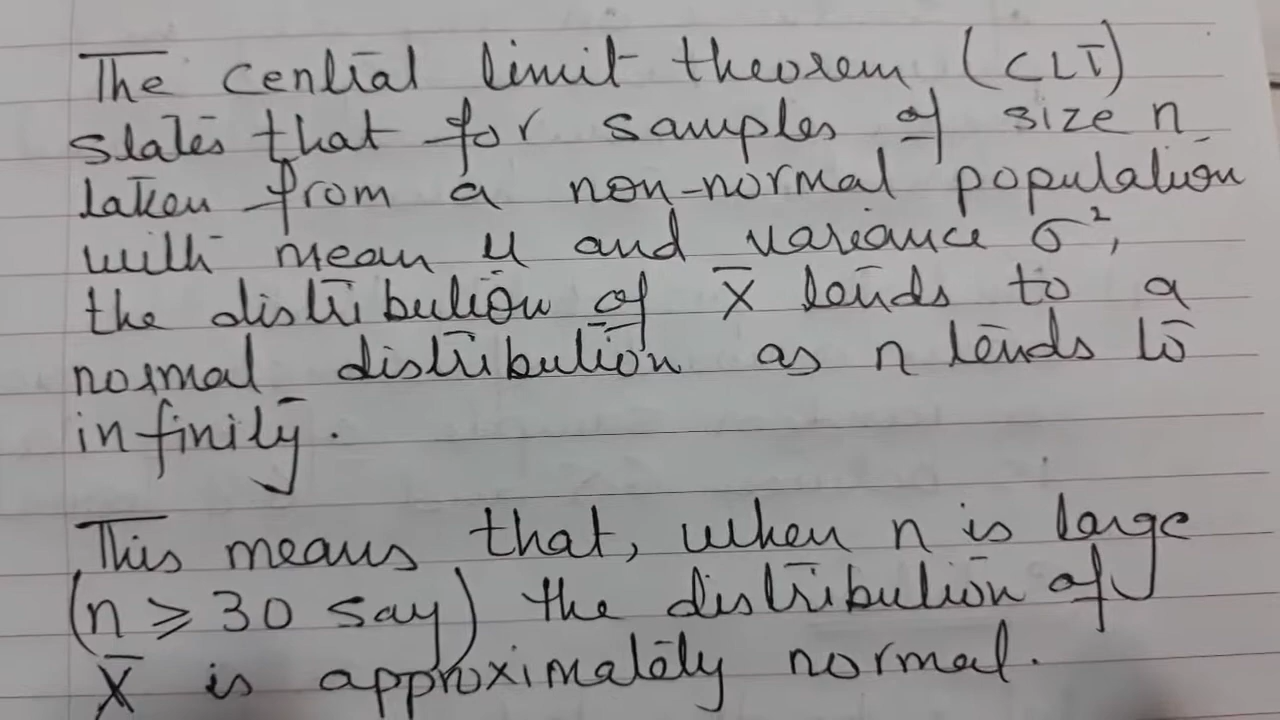 The central limit theorem (CLT)
states that for samples of size n
taken from a non-normal population
with mean μ and variance σ²,
the distribution of X̄ tends to a
normal distribution as n tends to
infinity.
This means that, when n is large
(n ⩾ 30 say) the distribution of
X̄ is approximately normal.